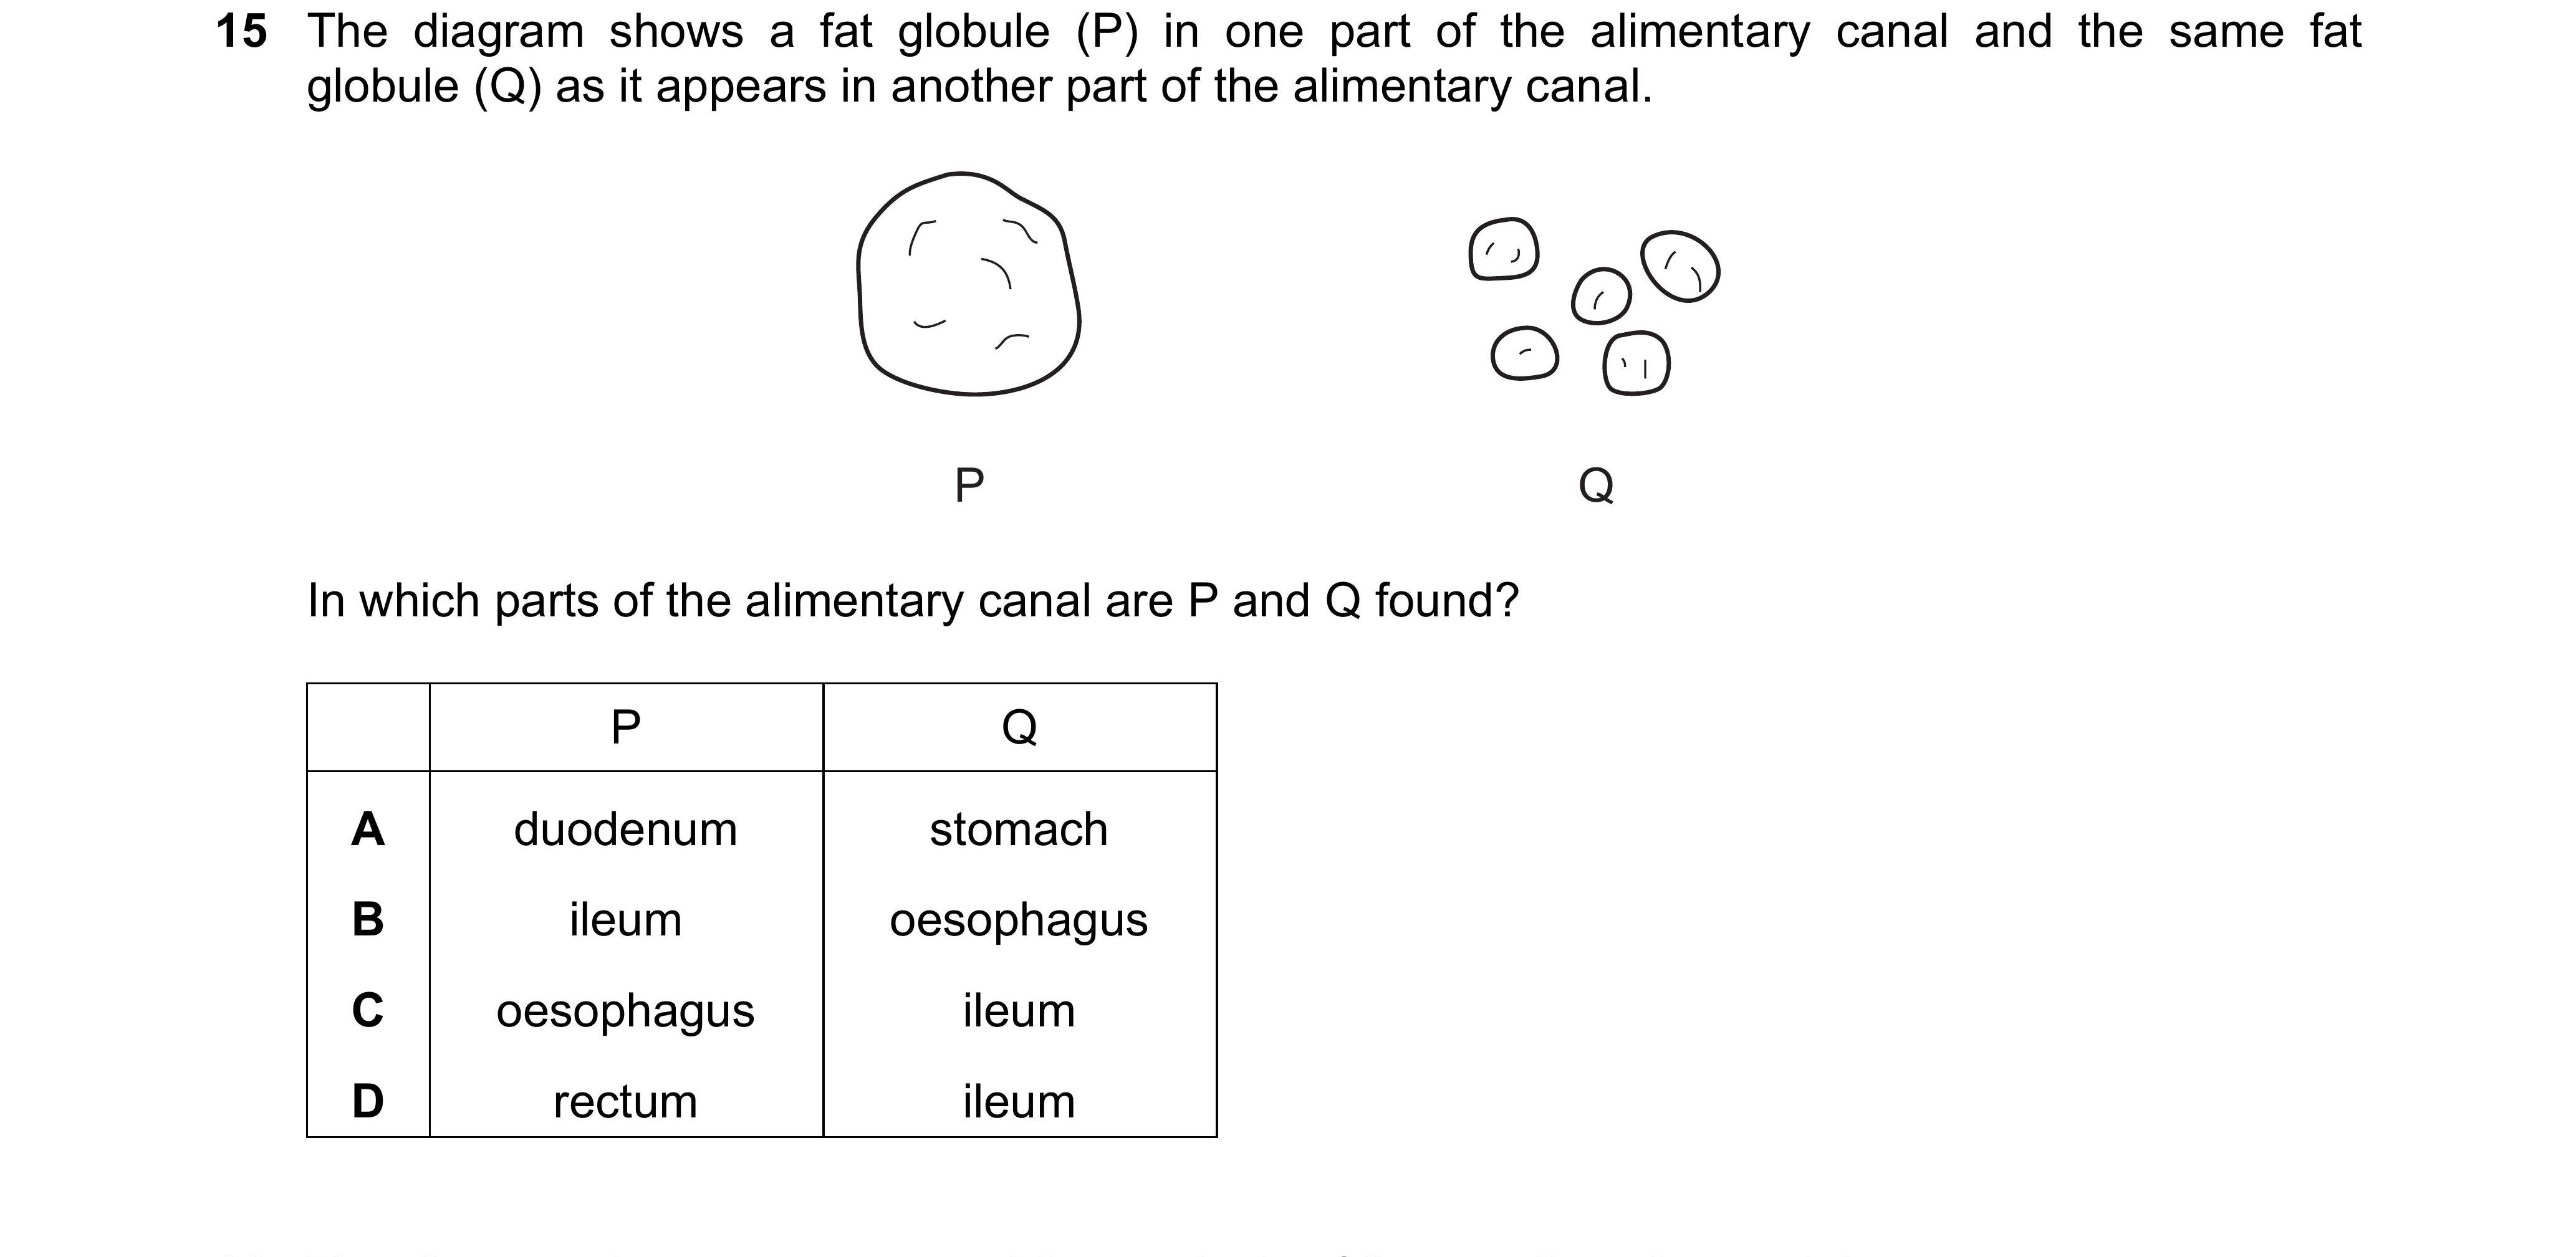 15 The diagram shows a fat globule (P) in one part of the alimentary canal and the same fat
globule (Q) as it appears in another part of the alimentary canal.
P Q
In which parts of the alimentary canal are P and Q found?
P Q
A duodenum stomach
B ileum oesophagus
C oesophagus ileum
D rectum ileum